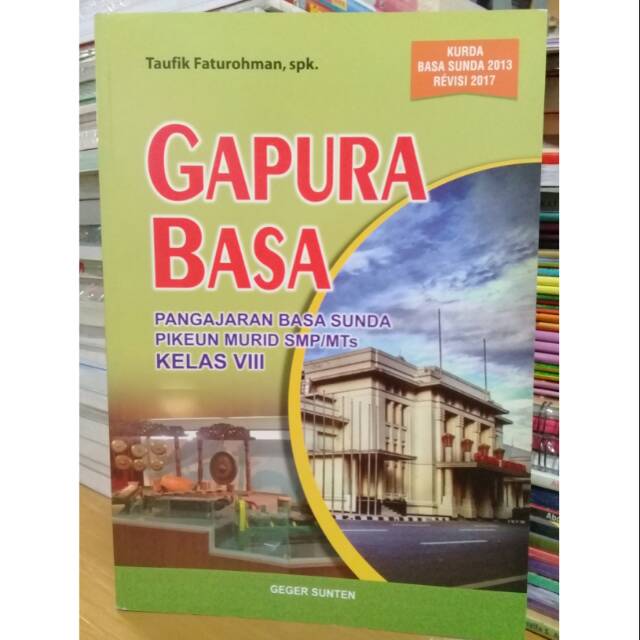 Taufik Faturohman, spk.
KURDA
BASA SUNDA 2013
RÉVISI 2017
GAPURA
BASA
PANGAJARAN BASA SUNDA
PIKEUN MURID SMP/MTs
KELAS VIII
GEGER SUNTEN